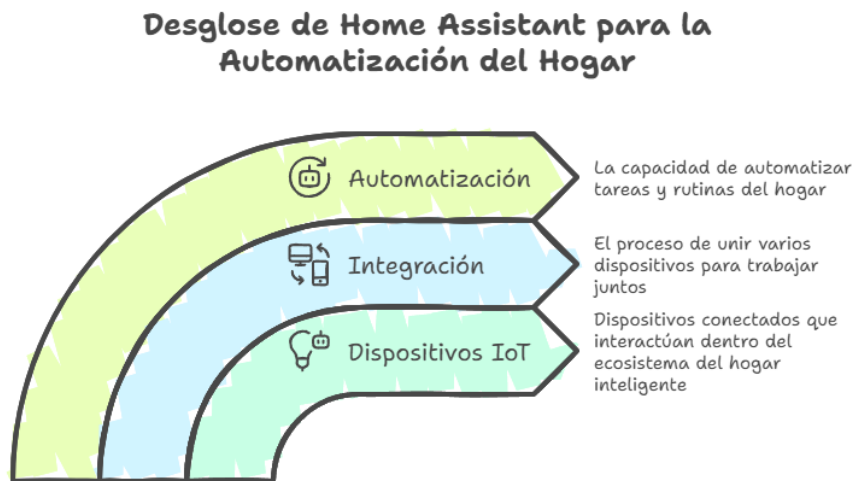 Desglose de Home Assistant para la
Automatización del Hogar
Automatización
La capacidad de automatizar
tareas y rutinas del hogar
Integración
El proceso de unir varios
dispositivos para trabajar
juntos
Dispositivos IoT
Dispositivos conectados que
interactúan dentro del
ecosistema del hogar
inteligente